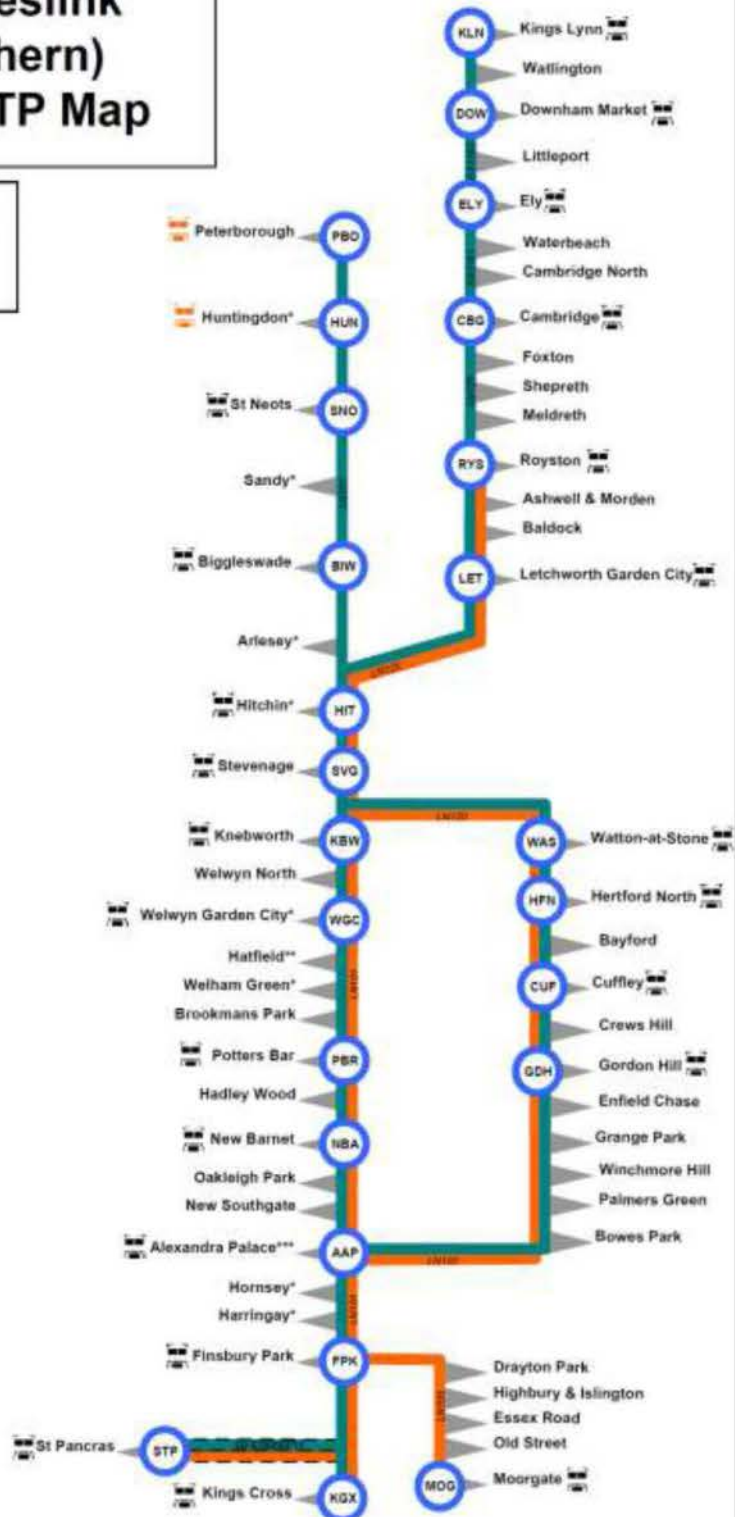 eslink
hern)
TP Map
KLN
Kings Lynn
Watlington
DOW
Downham Market
Littleport
ELY
Ely
Waterbeach
Cambridge North
CBG
Cambridge
Foxton
Shepreth
Meldreth
RYS
Royston
Ashwell & Morden
Baldock
LET
Letchworth Garden City
Peterborough
PBO
Huntingdon*
HUN
St Neots
SNO
Sandy*
Biggleswade
BIW
Arlesey*
Hitchin*
HIT
Stevenage
SVG
Knebworth
KBW
Welwyn North
Welwyn Garden City*
WGC
Hatfield**
Welham Green*
Brookmans Park
Potters Bar
PBR
Hadley Wood
New Barnet
NBA
Oakleigh Park
New Southgate
Alexandra Palace***
AAP
Hornsey*
Harringay*
Finsbury Park
FPK
St Pancras
STP
Kings Cross
KGX
WAS
Watton-at-Stone
HFN
Hertford North
Bayford
CUF
Cuffley
Crews Hill
GDH
Gordon Hill
Enfield Chase
Grange Park
Winchmore Hill
Palmers Green
Bowes Park
Drayton Park
Highbury & Islington
Essex Road
Old Street
MOG
Moorgate